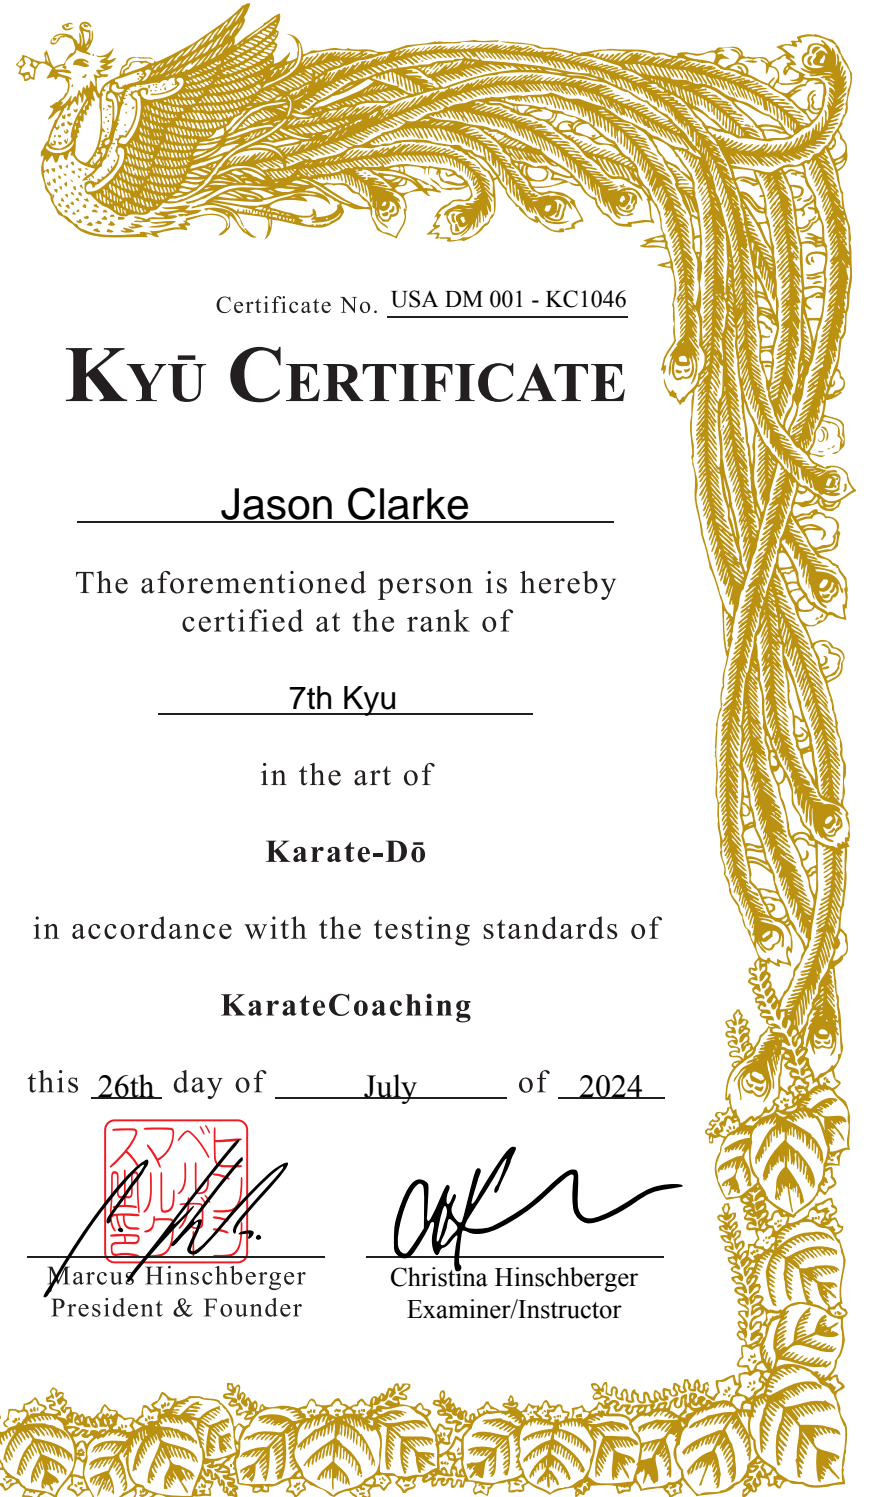 Certificate No. USA DM 001 - KC1046
KYŪ CERTIFICATE
Jason Clarke
The aforementioned person is hereby
certified at the rank of
7th Kyu
in the art of
Karate-Dō
in accordance with the testing standards of
KarateCoaching
this 26th day of July of 2024
Marcus Hinschberger
President & Founder
Christina Hinschberger
Examiner/Instructor